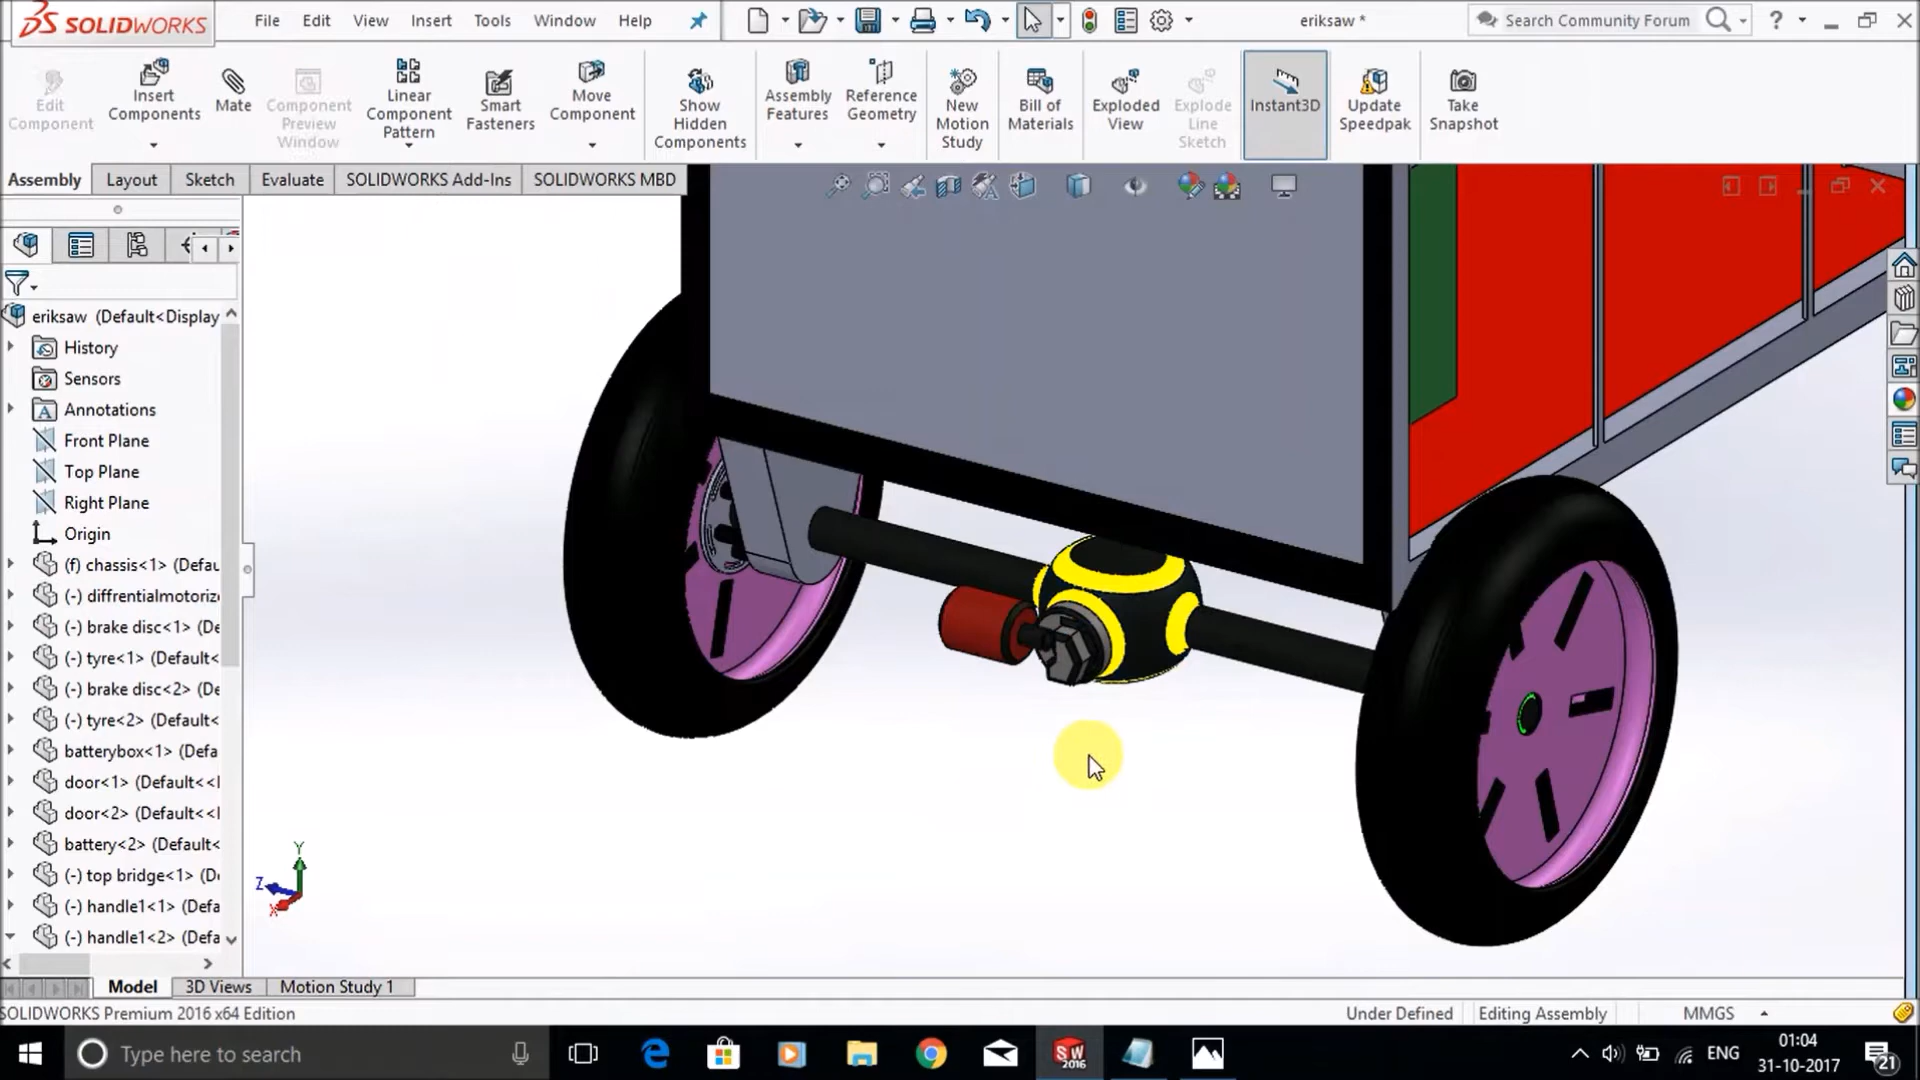 SOLIDWORKS
File Edit View Insert Tools Window Help
eriksaw *
Search Community Forum
?
Edit Component
Insert Components
Mate
Component Preview Window
Linear Component Pattern
Smart Fasteners
Move Component
Show Hidden Components
Assembly Features
Reference Geometry
New Motion Study
Bill of Materials
Exploded View
Explode Line Sketch
Instant3D
Update Speedpak
Take Snapshot
Assembly Layout Sketch Evaluate SOLIDWORKS Add-Ins SOLIDWORKS MBD
eriksaw (Default<Display
History
Sensors
Annotations
Front Plane
Top Plane
Right Plane
Origin
(f) chassis<1> (Defau
(-) diffrentialmotorize
(-) brake disc<1> (De
(-) tyre<1> (Default<
(-) brake disc<2> (De
(-) tyre<2> (Default<
batterybox<1> (Defa
door<1> (Default<<
door<2> (Default<<
battery<2> (Default<
(-) top bridge<1> (D
(-) handle1<1> (Defa
(-) handle1<2> (Defa
Y
Z
X
Model 3D Views Motion Study 1
SOLIDWORKS Premium 2016 x64 Edition
Under Defined Editing Assembly MMGS
Type here to search
SW 2016
ENG
01:04
31-10-2017
21